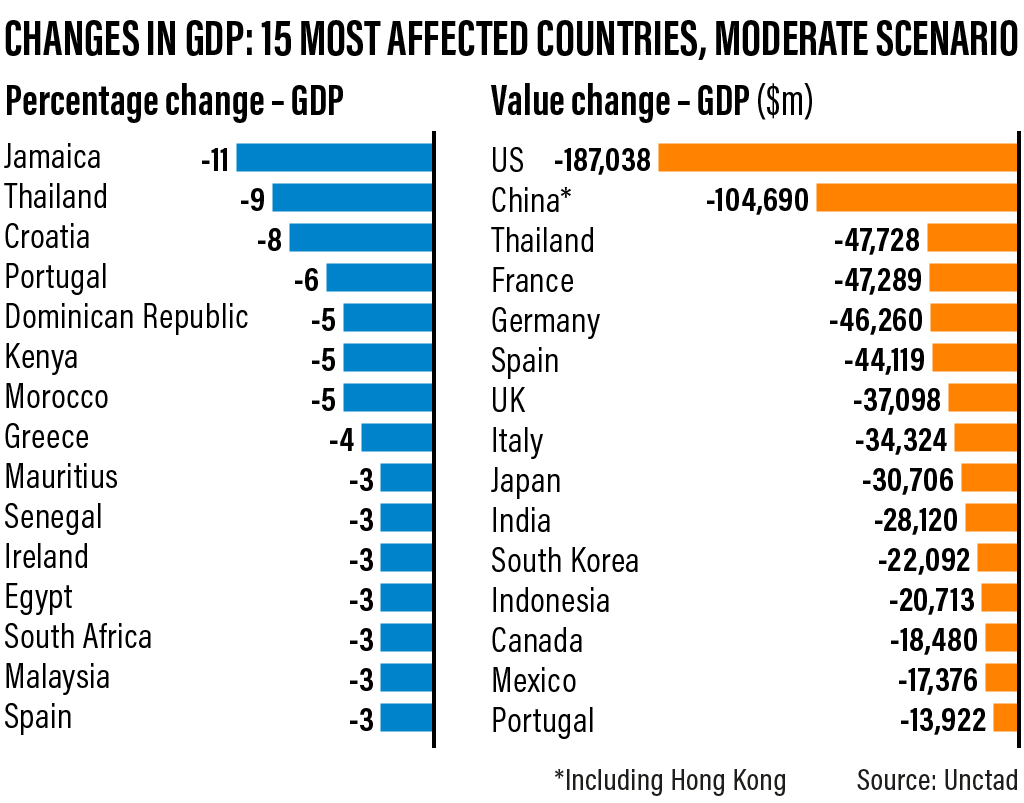 CHANGES IN GDP: 15 MOST AFFECTED COUNTRIES, MODERATE SCENARIO
Percentage change – GDP
Jamaica -11
Thailand -9
Croatia -8
Portugal -6
Dominican Republic -5
Kenya -5
Morocco -5
Greece -4
Mauritius -3
Senegal -3
Ireland -3
Egypt -3
South Africa -3
Malaysia -3
Spain -3
Value change – GDP ($m)
US -187,038
China* -104,690
Thailand -47,728
France -47,289
Germany -46,260
Spain -44,119
UK -37,098
Italy -34,324
Japan -30,706
India -28,120
South Korea -22,092
Indonesia -20,713
Canada -18,480
Mexico -17,376
Portugal -13,922
*Including Hong Kong Source: Unctad